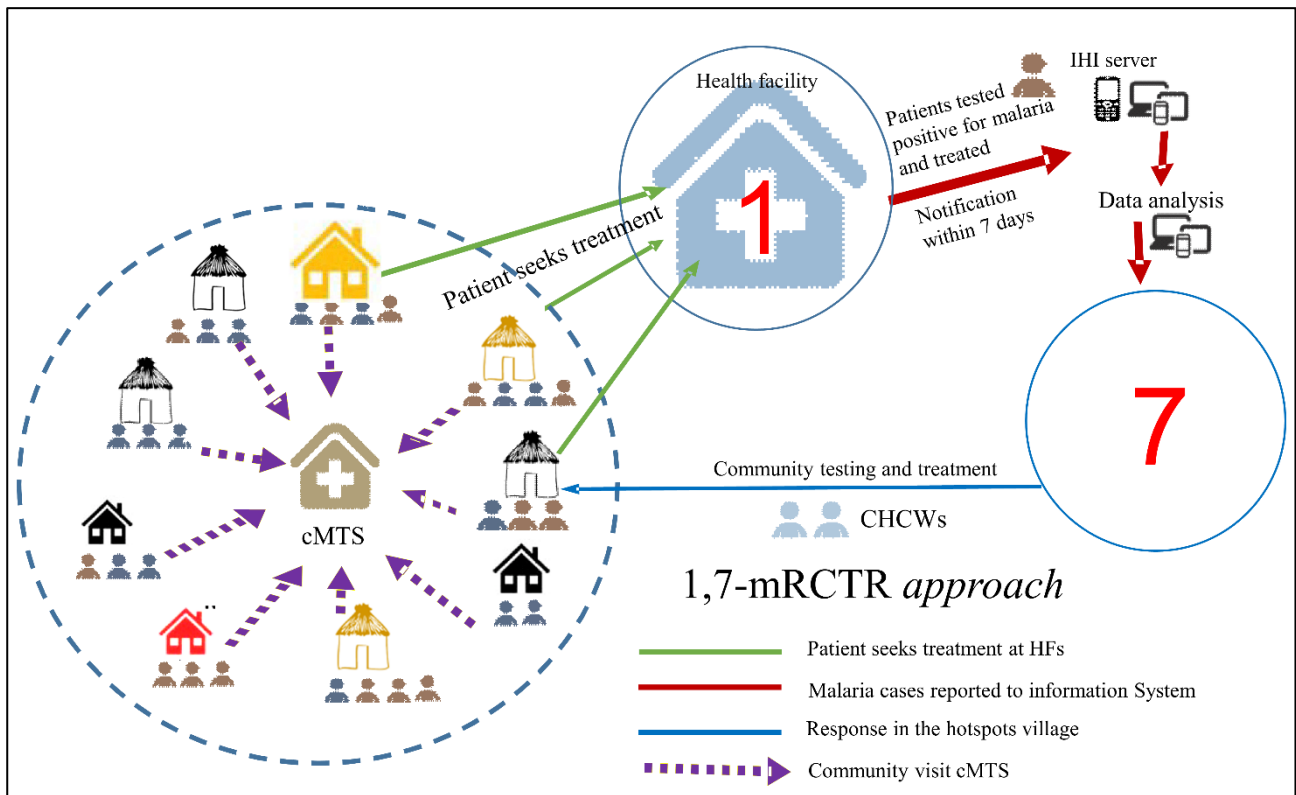 Health facility
IHI server
Patients tested
positive for malaria
and treated
Notification
within 7 days
Data analysis
Patient seeks treatment
1
7
cMTS
Community testing and treatment
CHCWs
1,7-mRCTR approach
Patient seeks treatment at HFs
Malaria cases reported to information System
Response in the hotspots village
Community visit cMTS